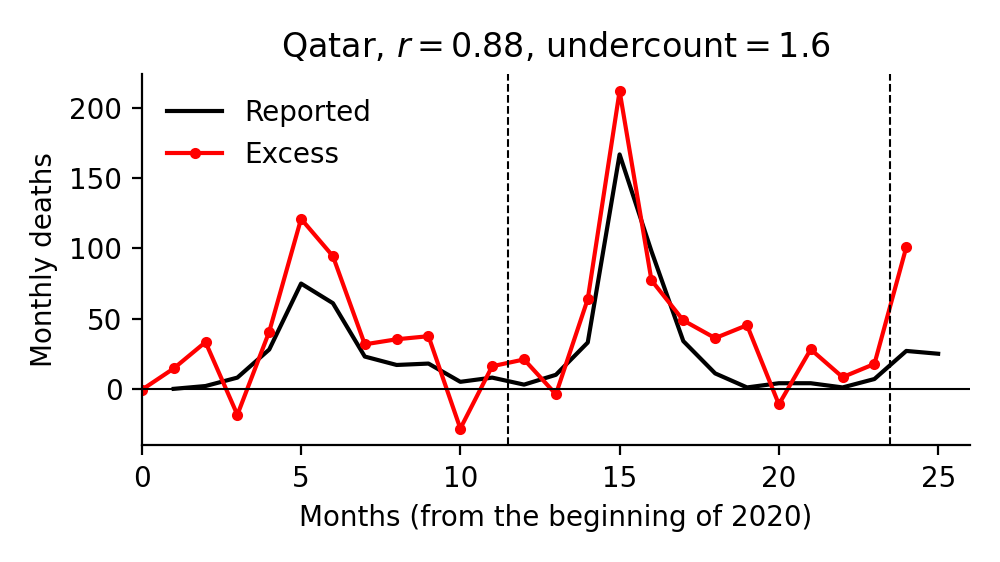 Qatar, r = 0.88, undercount = 1.6
Reported
Excess
Monthly deaths
200
150
100
50
0
0 5 10 15 20 25
Months (from the beginning of 2020)